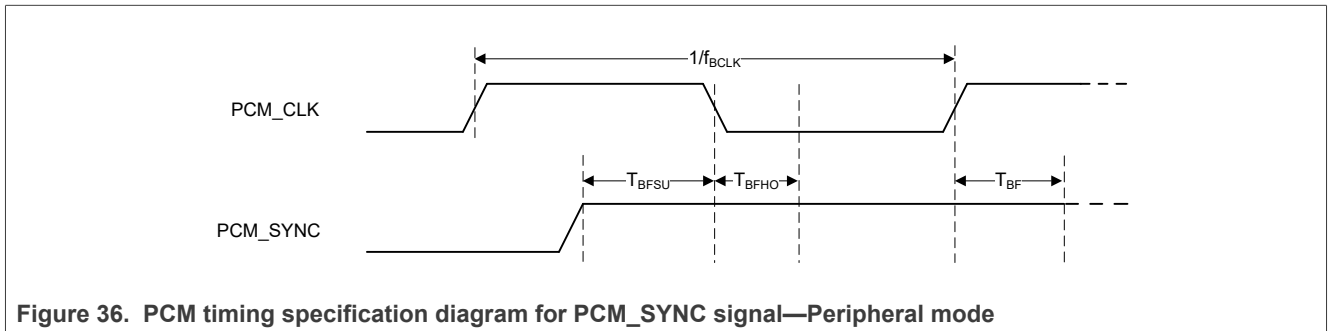 1/fBCLK
PCM_CLK
TBFSU
TBFHO
TBF
PCM_SYNC
Figure 36. PCM timing specification diagram for PCM_SYNC signal—Peripheral mode